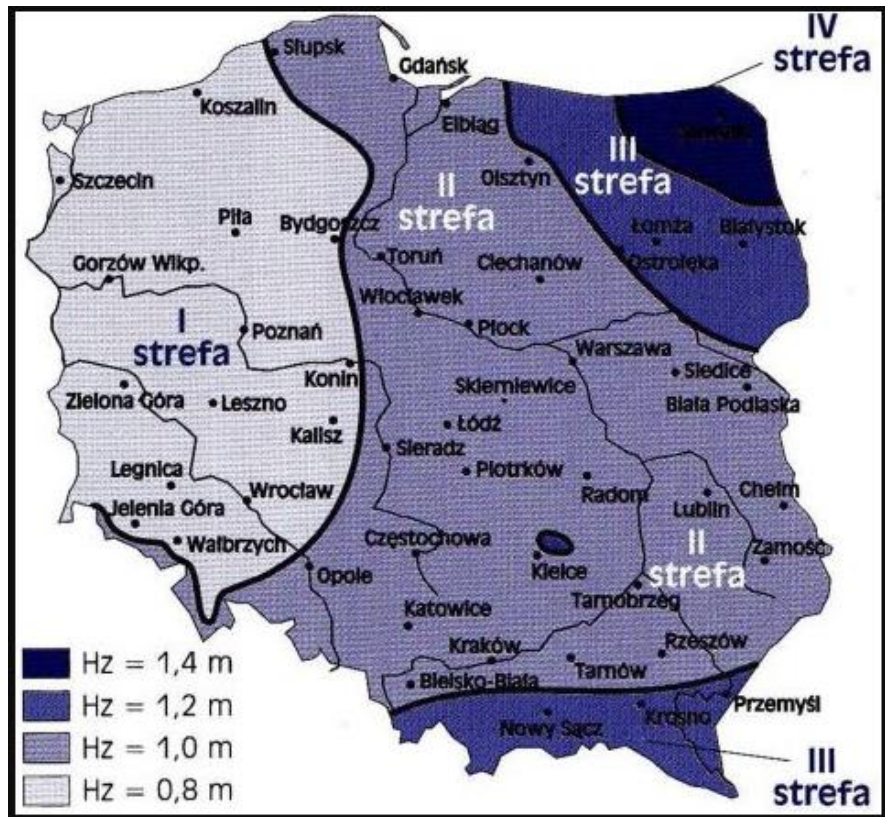 IV
strefa
Słupsk
Gdańsk
Koszalin
Elbląg
III
strefa
Szczecin
II
strefa
Olsztyn
Piła
Bydgoszcz
Łomża
Białystok
Toruń
Ciechanów
Ostrołęka
Gorzów Wlkp.
Włocławek
I
strefa
Poznań
Płock
Warszawa
Konin
Skierniewice
Siedlce
Zielona Góra
Leszno
Biała Podlaska
Kalisz
Łódź
Sieradz
Legnica
Piotrków
Wrocław
Radom
Lublin
Chełm
Jelenia Góra
Wałbrzych
Częstochowa
II
strefa
Zamość
Opole
Kielce
Tarnobrzeg
Katowice
Kraków
Rzeszów
Hz = 1,4 m
Tarnów
Bielsko-Biała
Hz = 1,2 m
Nowy Sącz
Krosno
Przemyśl
Hz = 1,0 m
III
strefa
Hz = 0,8 m